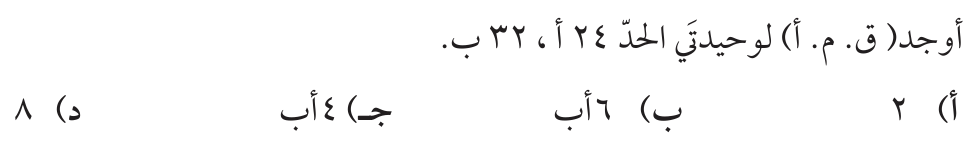 أوجد( ق. م. أ) لوحيدتَي الحدّ ٢٤ أ ، ٣٢ ب.
أ) ٢ ب) ٦أب جـ) ٤أب د) ٨